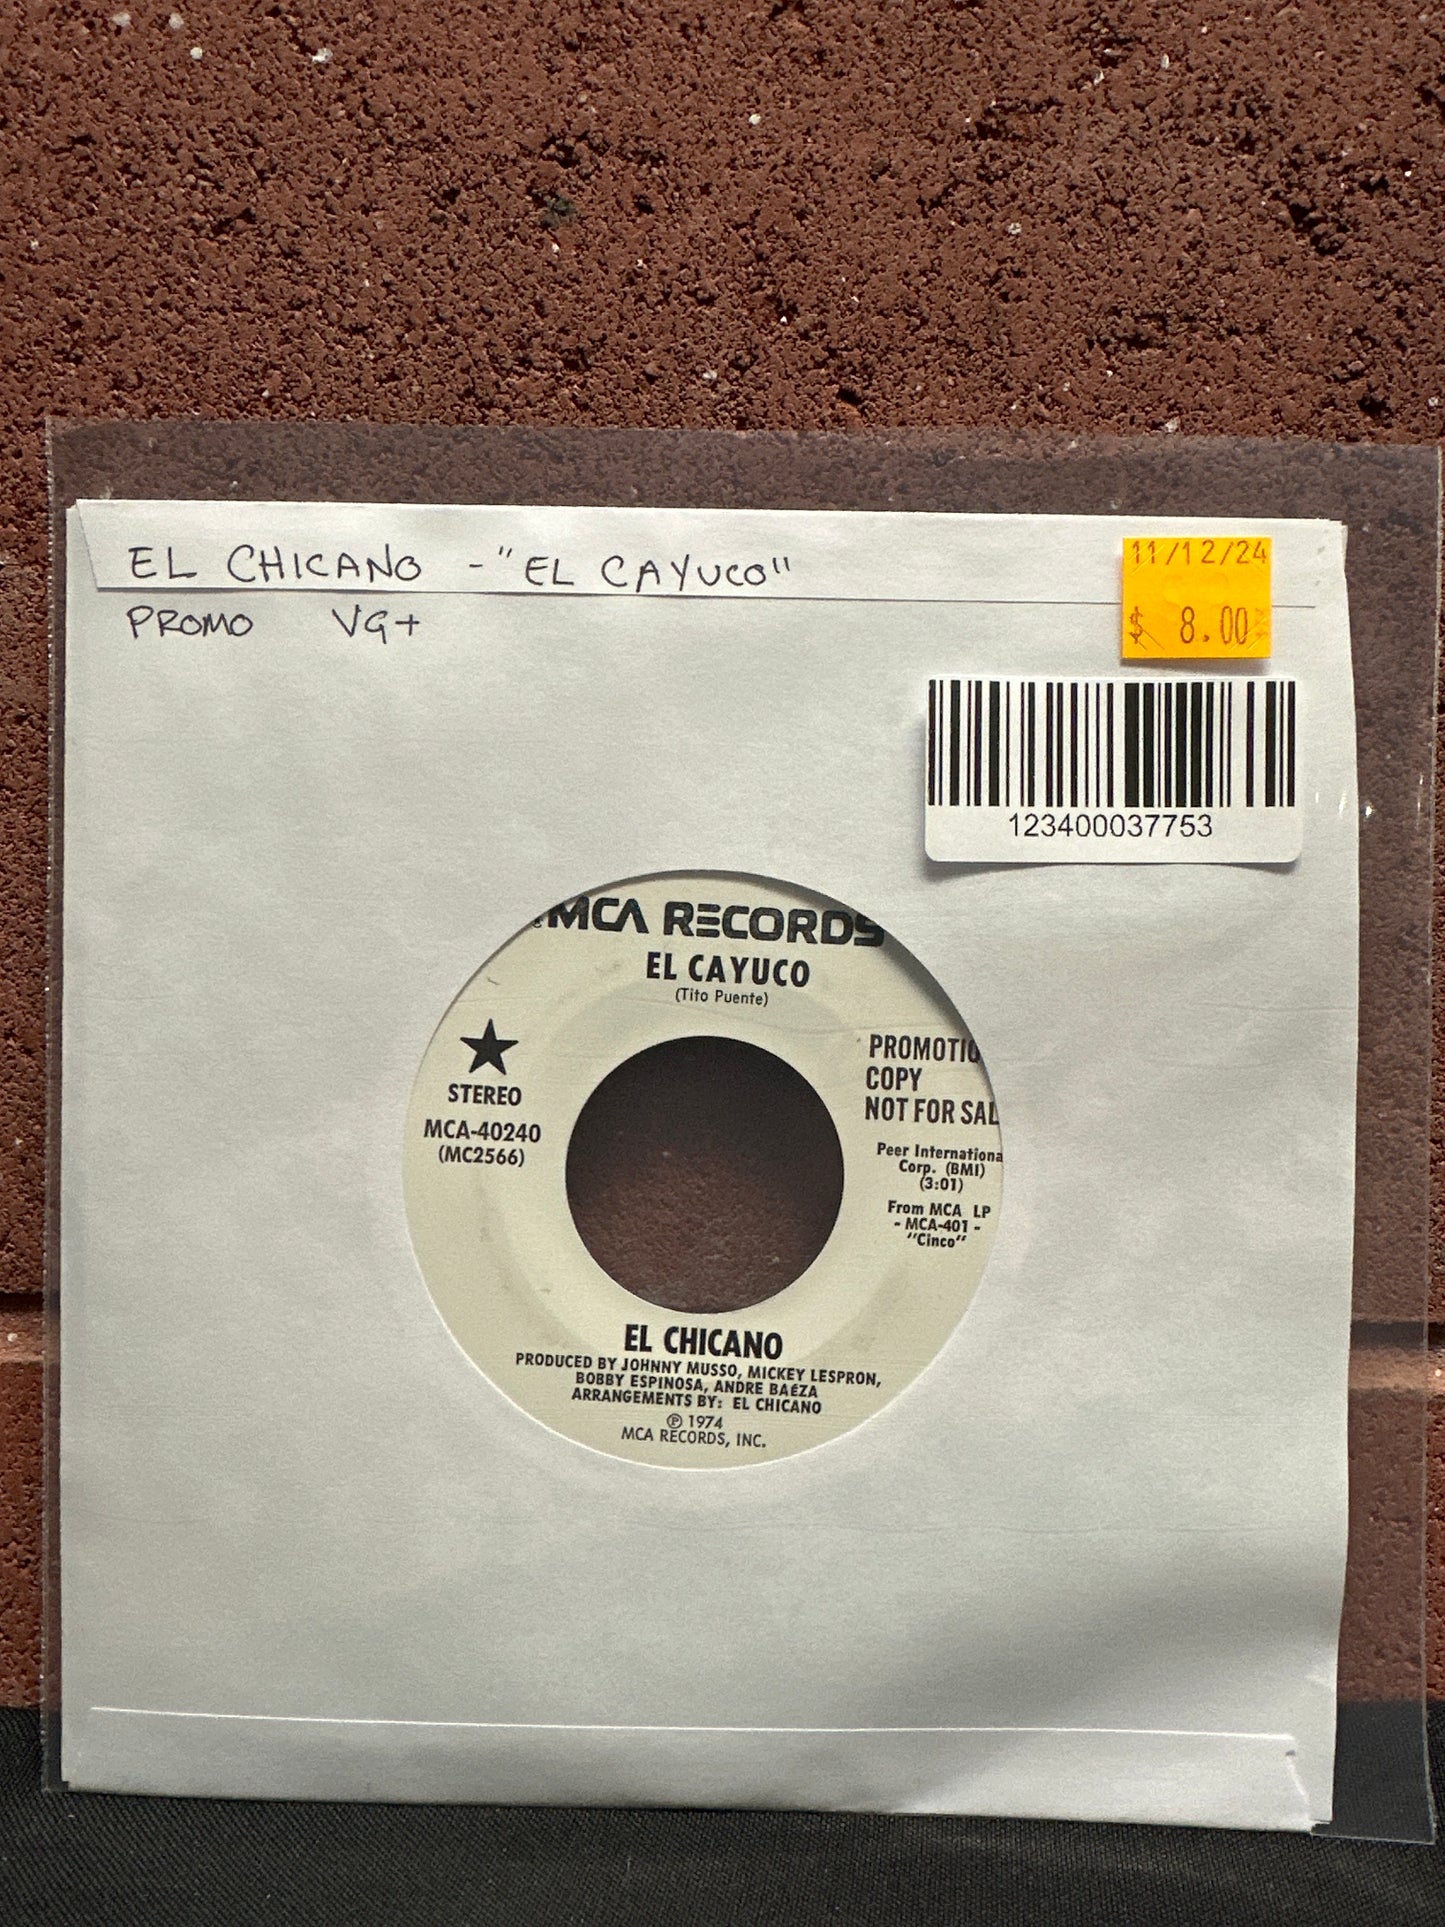 EL CHICANO - "EL CAYUCO"
PROMO VG+
11/12/24
$ 8.00
123400037753
MCA RECORDS
EL CAYUCO
(Tito Puente)
STEREO
MCA-40240
(MC2566)
PROMOTIO
COPY
NOT FOR SAL
Peer Internationa
Corp. (BMI)
(3:01)
From MCA LP
- MCA-401 -
"Cinco"
EL CHICANO
PRODUCED BY JOHNNY MUSSO, MICKEY LESPRON,
BOBBY ESPINOSA, ANDRE BAEZA
ARRANGEMENTS BY: EL CHICANO
℗ 1974
MCA RECORDS, INC.